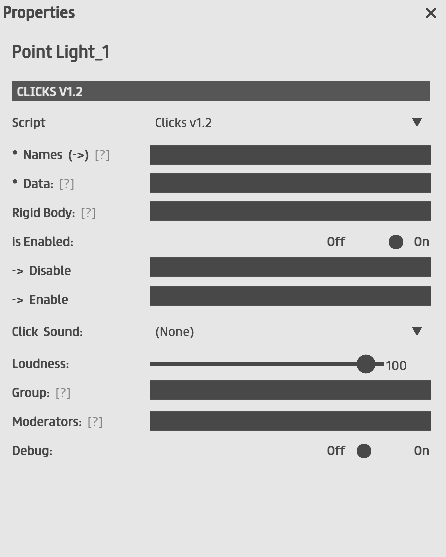 Properties ×
Point Light_1
CLICKS V1.2
Script Clicks v1.2
• Names (->) [?]
• Data: [?]
Rigid Body: [?]
Is Enabled: Off On
-> Disable
-> Enable
Click Sound: (None)
Loudness: 100
Group: [?]
Moderators: [?]
Debug: Off On